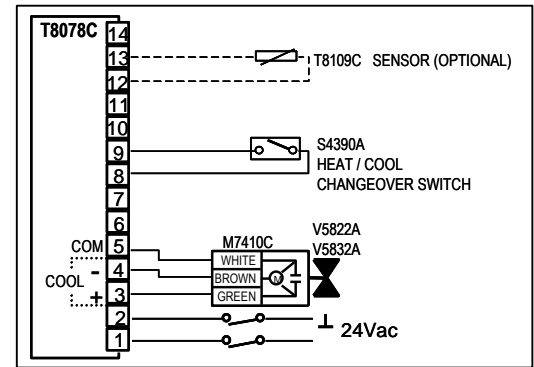 T8078C
14
13
12
11
10
9
8
7
6
5
4
3
2
1
T8109C SENSOR (OPTIONAL)
S4390A
HEAT / COOL
CHANGEOVER SWITCH
COM
COOL
-
+
M7410C
WHITE
BROWN
GREEN
M
V5822A
V5832A
24Vac